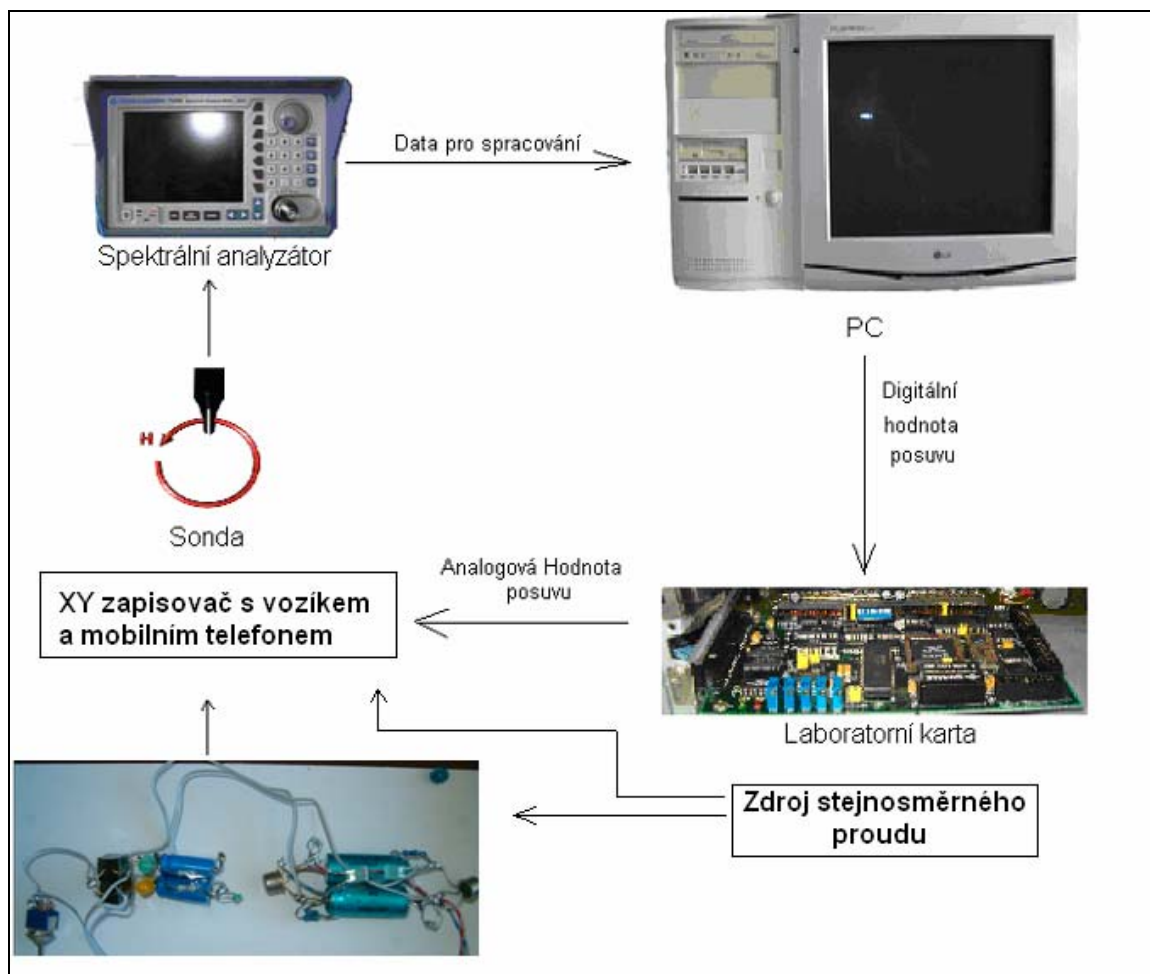 Data pro spracování
Spektrální analyzátor
PC
Digitální
hodnota
posuvu
H
Sonda
Analogová Hodnota
posuvu
XY zapisovač s vozíkem
a mobilním telefonem
Laboratorní karta
Zdroj stejnosměrného
proudu
LG